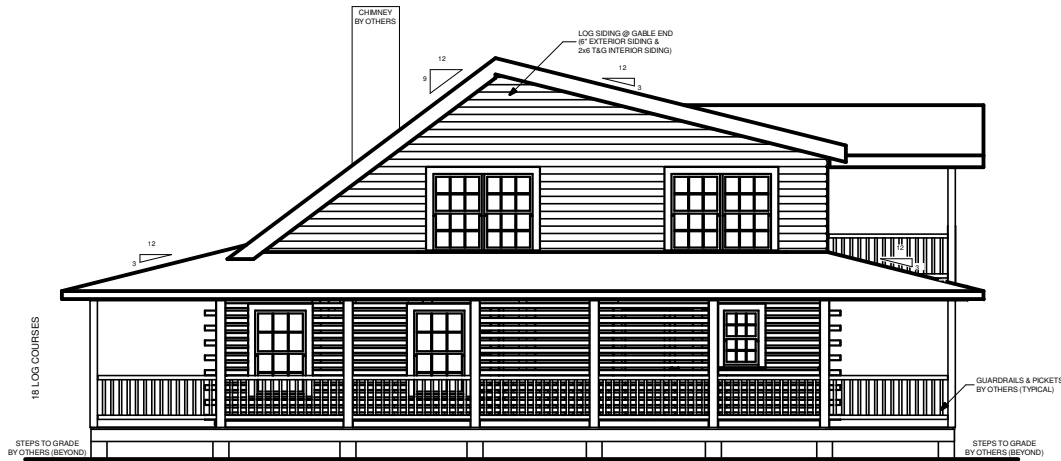 CHIMNEY
BY OTHERS
LOG SIDING @ GABLE END
(6" EXTERIOR SIDING &
2x6 T&G INTERIOR SIDING)
12
9
12
3
12
3
12
3
18 LOG COURSES
GUARDRAILS & PICKETS
BY OTHERS (TYPICAL)
STEPS TO GRADE
BY OTHERS (BEYOND)
STEPS TO GRADE
BY OTHERS (BEYOND)